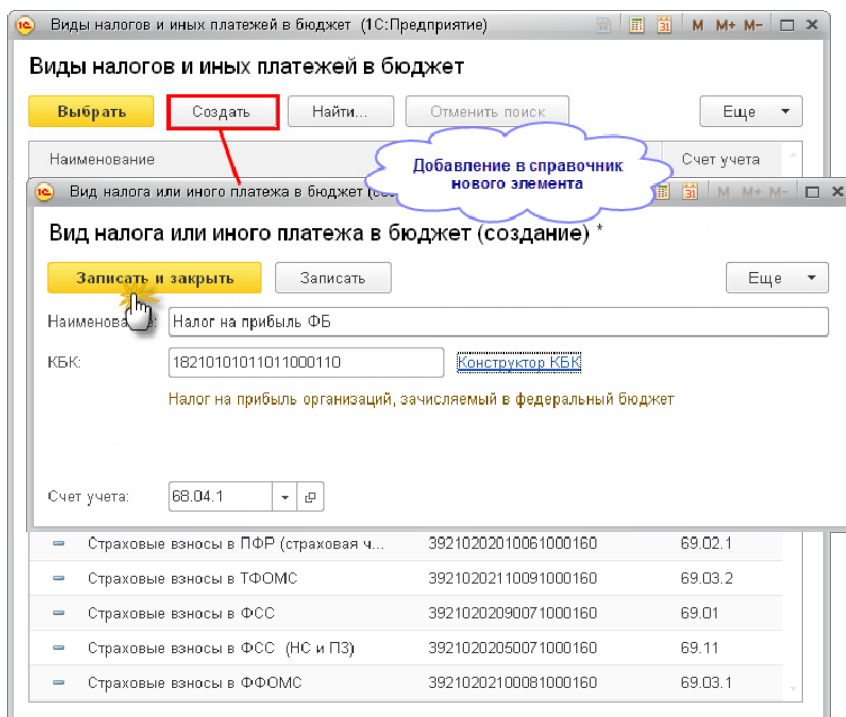 Виды налогов и иных платежей в бюджет (1С:Предприятие)
M M+ M-
Виды налогов и иных платежей в бюджет
Выбрать Создать Найти... Отменить поиск Еще
Наименование Счет учета
Добавление в справочник
нового элемента
Вид налога или иного платежа в бюджет M M+ M-
Вид налога или иного платежа в бюджет (создание) *
Записать и закрыть Записать Еще
Налог на прибыль ФБ
КБК: 18210101011011000110 Конструктор КБК
Налог на прибыль организаций, зачисляемый в федеральный бюджет
Счет учета: 68.04.1
Страховые взносы в ПФР (страховая ч... 39210202010061000160 69.02.1
Страховые взносы в ТФОМС 39210202110091000160 69.03.2
Страховые взносы в ФСС 39210202090071000160 69.01
Страховые взносы в ФСС (НС и ПЗ) 39210202050071000160 69.11
Страховые взносы в ФФОМС 39210202100081000160 69.03.1